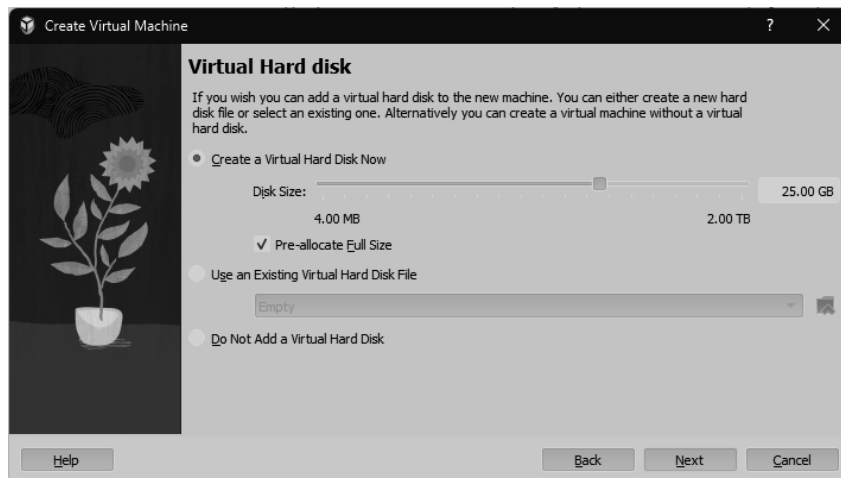 Create Virtual Machine
?
Virtual Hard disk
If you wish you can add a virtual hard disk to the new machine. You can either create a new hard
disk file or select an existing one. Alternatively you can create a virtual machine without a virtual
hard disk.
Create a Virtual Hard Disk Now
Disk Size:
25.00 GB
4.00 MB
2.00 TB
Pre-allocate Full Size
Use an Existing Virtual Hard Disk File
Empty
Do Not Add a Virtual Hard Disk
Help
Back
Next
Cancel